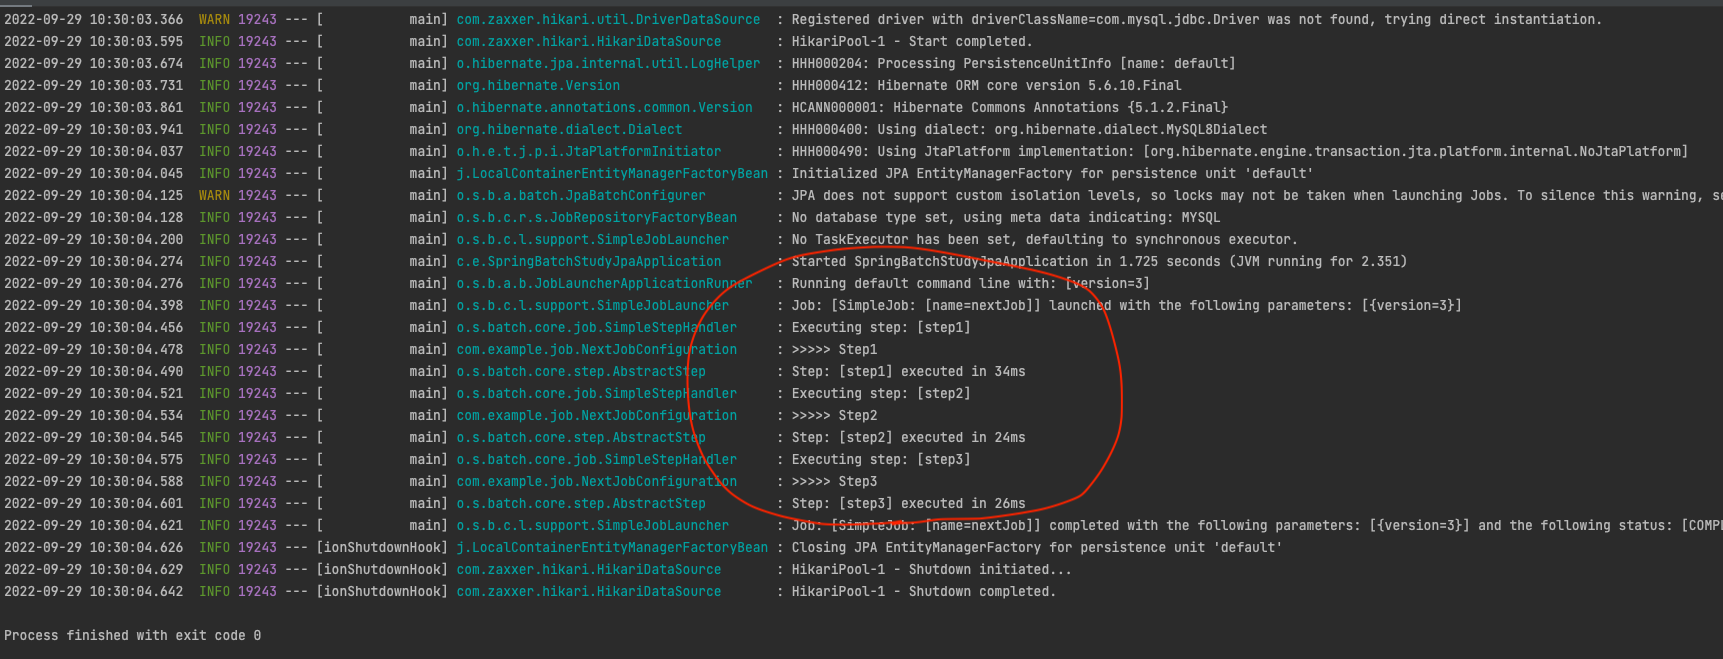 2022-09-29 10:30:03.366  WARN 19243 --- [           main] com.zaxxer.hikari.util.DriverDataSource  : Registered driver with driverClassName=com.mysql.jdbc.Driver was not found, trying direct instantiation.
2022-09-29 10:30:03.595  INFO 19243 --- [           main] com.zaxxer.hikari.HikariDataSource       : HikariPool-1 - Start completed.
2022-09-29 10:30:03.674  INFO 19243 --- [           main] o.hibernate.jpa.internal.util.LogHelper  : HHH000204: Processing PersistenceUnitInfo [name: default]
2022-09-29 10:30:03.731  INFO 19243 --- [           main] org.hibernate.Version                    : HHH000412: Hibernate ORM core version 5.6.10.Final
2022-09-29 10:30:03.861  INFO 19243 --- [           main] o.hibernate.annotations.common.Version   : HCANN000001: Hibernate Commons Annotations {5.1.2.Final}
2022-09-29 10:30:03.941  INFO 19243 --- [           main] org.hibernate.dialect.Dialect            : HHH000400: Using dialect: org.hibernate.dialect.MySQL8Dialect
2022-09-29 10:30:04.037  INFO 19243 --- [           main] o.h.e.t.j.p.i.JtaPlatformInitiator       : HHH000490: Using JtaPlatform implementation: [org.hibernate.engine.transaction.jta.platform.internal.NoJtaPlatform]
2022-09-29 10:30:04.045  INFO 19243 --- [           main] j.LocalContainerEntityManagerFactoryBean : Initialized JPA EntityManagerFactory for persistence unit 'default'
2022-09-29 10:30:04.125  WARN 19243 --- [           main] o.s.b.a.batch.JpaBatchConfigurer         : JPA does not support custom isolation levels, so locks may not be taken when launching Jobs. To silence this warning, se
2022-09-29 10:30:04.128  INFO 19243 --- [           main] o.s.b.c.r.s.JobRepositoryFactoryBean     : No database type set, using meta data indicating: MYSQL
2022-09-29 10:30:04.200  INFO 19243 --- [           main] o.s.b.c.l.support.SimpleJobLauncher      : No TaskExecutor has been set, defaulting to synchronous executor.
2022-09-29 10:30:04.274  INFO 19243 --- [           main] c.e.SpringBatchStudyJpaApplication       : Started SpringBatchStudyJpaApplication in 1.725 seconds (JVM running for 2.351)
2022-09-29 10:30:04.276  INFO 19243 --- [           main] o.s.b.a.b.JobLauncherApplicationRunner   : Running default command line with: [version=3]
2022-09-29 10:30:04.398  INFO 19243 --- [           main] o.s.b.c.l.support.SimpleJobLauncher      : Job: [SimpleJob: [name=nextJob]] launched with the following parameters: [{version=3}]
2022-09-29 10:30:04.456  INFO 19243 --- [           main] o.s.batch.core.job.SimpleStepHandler     : Executing step: [step1]
2022-09-29 10:30:04.478  INFO 19243 --- [           main] com.example.job.NextJobConfiguration     : >>>>> Step1
2022-09-29 10:30:04.490  INFO 19243 --- [           main] o.s.batch.core.step.AbstractStep         : Step: [step1] executed in 34ms
2022-09-29 10:30:04.521  INFO 19243 --- [           main] o.s.batch.core.job.SimpleStepHandler     : Executing step: [step2]
2022-09-29 10:30:04.534  INFO 19243 --- [           main] com.example.job.NextJobConfiguration     : >>>>> Step2
2022-09-29 10:30:04.545  INFO 19243 --- [           main] o.s.batch.core.step.AbstractStep         : Step: [step2] executed in 24ms
2022-09-29 10:30:04.575  INFO 19243 --- [           main] o.s.batch.core.job.SimpleStepHandler     : Executing step: [step3]
2022-09-29 10:30:04.588  INFO 19243 --- [           main] com.example.job.NextJobConfiguration     : >>>>> Step3
2022-09-29 10:30:04.601  INFO 19243 --- [           main] o.s.batch.core.step.AbstractStep         : Step: [step3] executed in 26ms
2022-09-29 10:30:04.621  INFO 19243 --- [           main] o.s.b.c.l.support.SimpleJobLauncher      : Job: [SimpleJob: [name=nextJob]] completed with the following parameters: [{version=3}] and the following status: [COMPL
2022-09-29 10:30:04.626  INFO 19243 --- [ionShutdownHook] j.LocalContainerEntityManagerFactoryBean : Closing JPA EntityManagerFactory for persistence unit 'default'
2022-09-29 10:30:04.629  INFO 19243 --- [ionShutdownHook] com.zaxxer.hikari.HikariDataSource       : HikariPool-1 - Shutdown initiated...
2022-09-29 10:30:04.642  INFO 19243 --- [ionShutdownHook] com.zaxxer.hikari.HikariDataSource       : HikariPool-1 - Shutdown completed.
Process finished with exit code 0